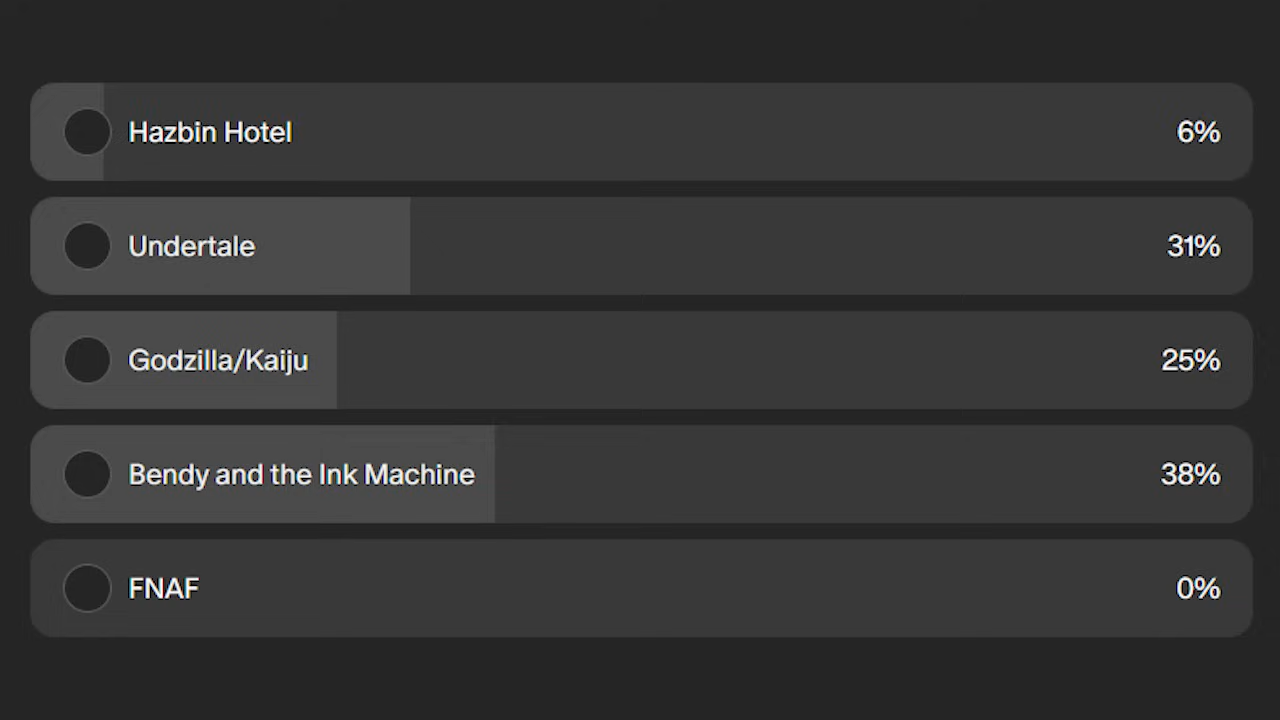 Hazbin Hotel 6%
Undertale 31%
Godzilla/Kaiju 25%
Bendy and the Ink Machine 38%
FNAF 0%